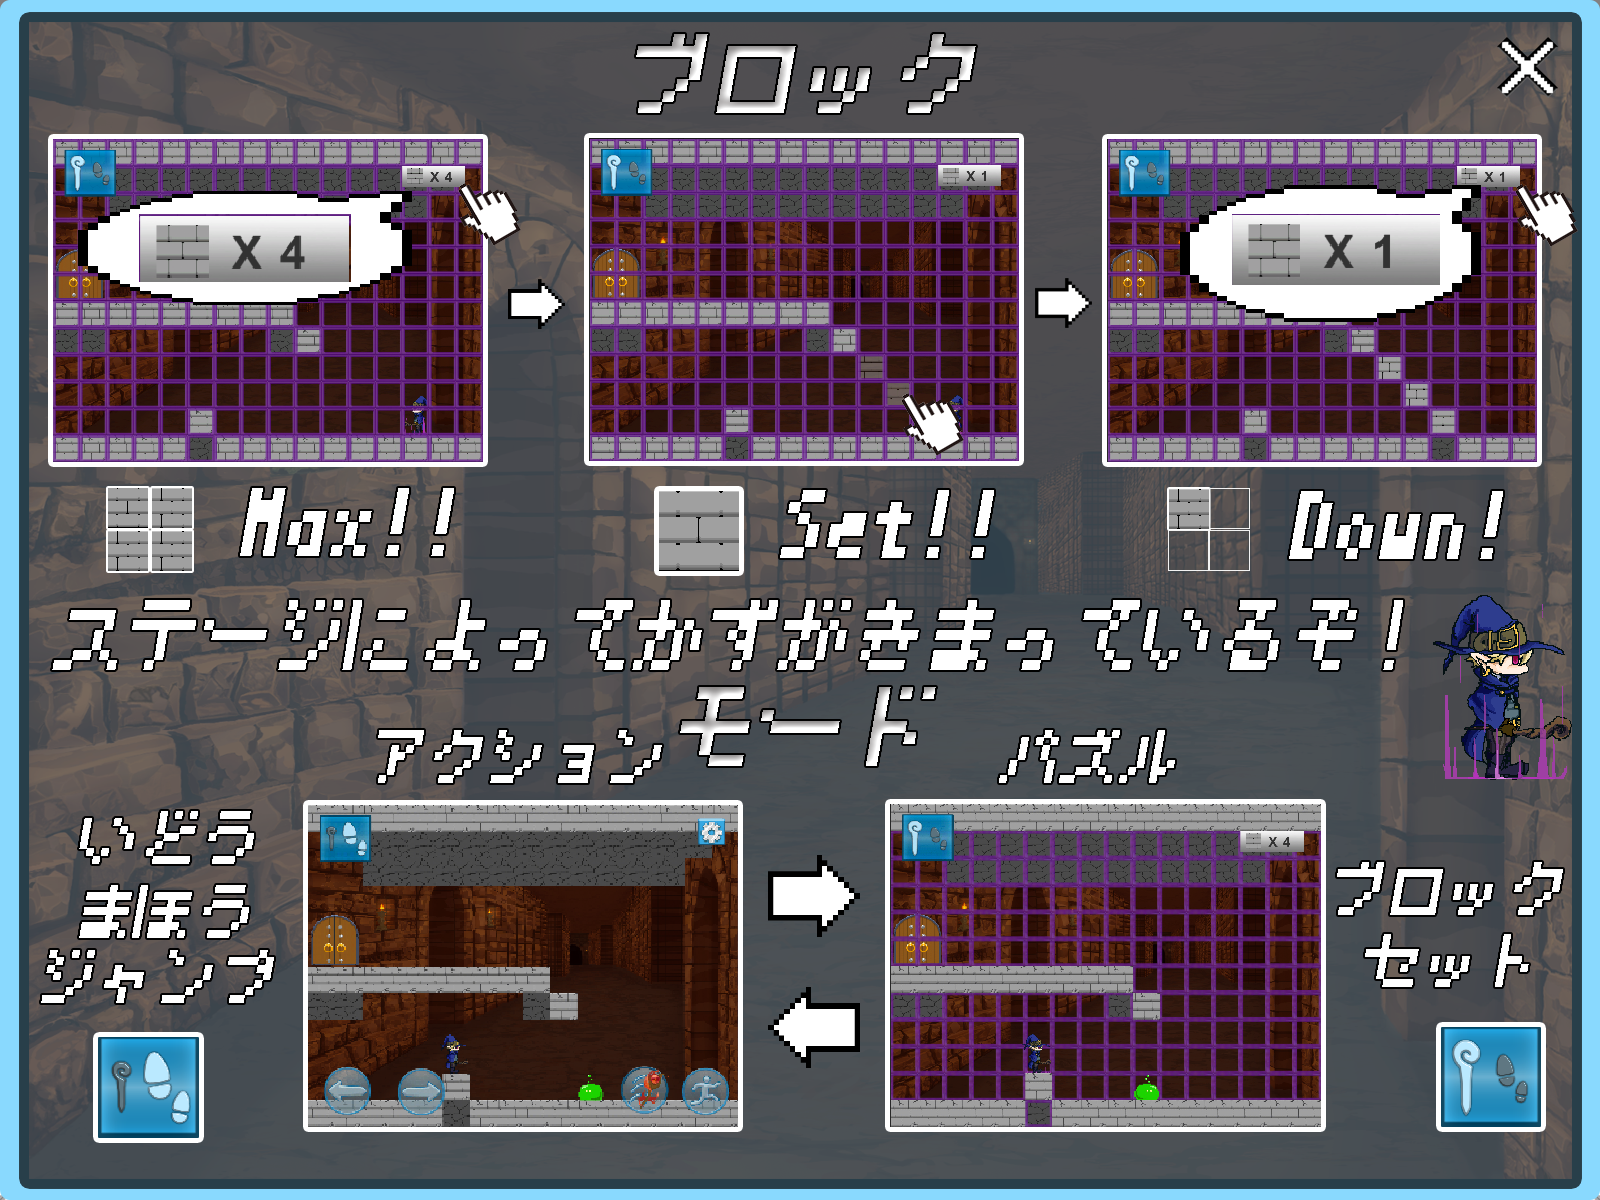 ブロック
X 4
X 4
X 1
X 1
X 1
Max!!
Set!!
Down!
ステージによってかずがきまっているぞ!
モード
アクション
パズル
いどう
まほう
ジャンプ
X 4
ブロック
セット